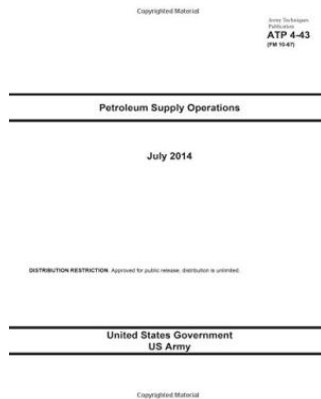 Copyrighted Material
Army Techniques
Publication
ATP 4-43
(FM 10-67)
Petroleum Supply Operations
July 2014
DISTRIBUTION RESTRICTION. Approved for public release; distribution is unlimited.
United States Government
US Army
Copyrighted Material